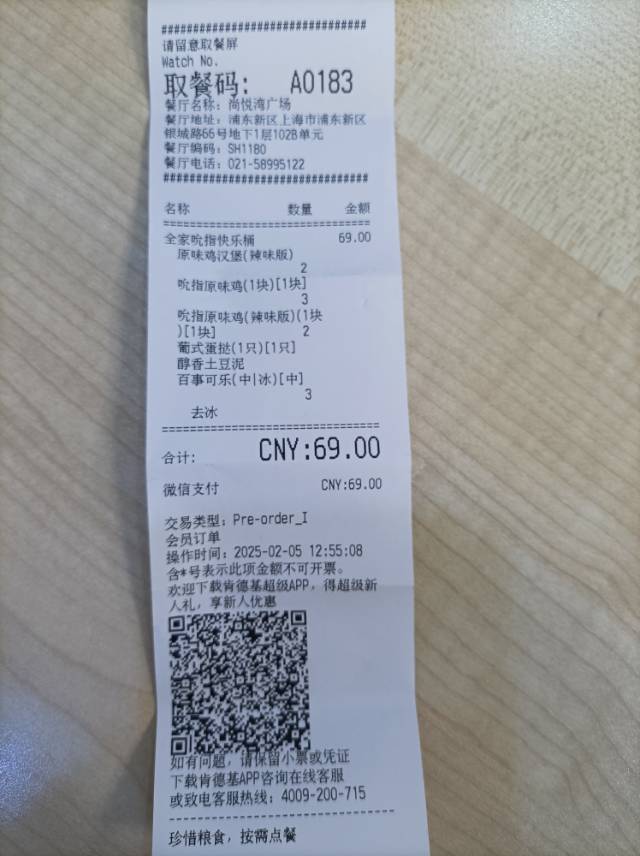 ################################
请留意取餐屏
Watch No.
取餐码: A0183
餐厅名称: 尚悦湾广场
餐厅地址: 浦东新区上海市浦东新区
银城路66号地下1层102B单元
餐厅编码: SH1180
餐厅电话: 021-58995122
################################
名称 数量 金额
================================
全家吮指快乐桶 69.00
原味鸡汉堡(辣味版)
2
吮指原味鸡(1块)[1块]
3
吮指原味鸡(辣味版)(1块
)[1块] 2
葡式蛋挞(1只)[1只]
醇香土豆泥
百事可乐(中|冰)[中]
3
去冰
================================
合计: CNY:69.00
微信支付 CNY:69.00
交易类型: Pre-order_I
会员订单
操作时间: 2025-02-05 12:55:08
含*号表示此项金额不可开票。
欢迎下载肯德基超级APP, 得超级新
人礼, 享新人优惠
如有问题, 请保留小票或凭证
下载肯德基APP咨询在线客服
或致电客服热线: 4009-200-715
--------------------------------
珍惜粮食, 按需点餐